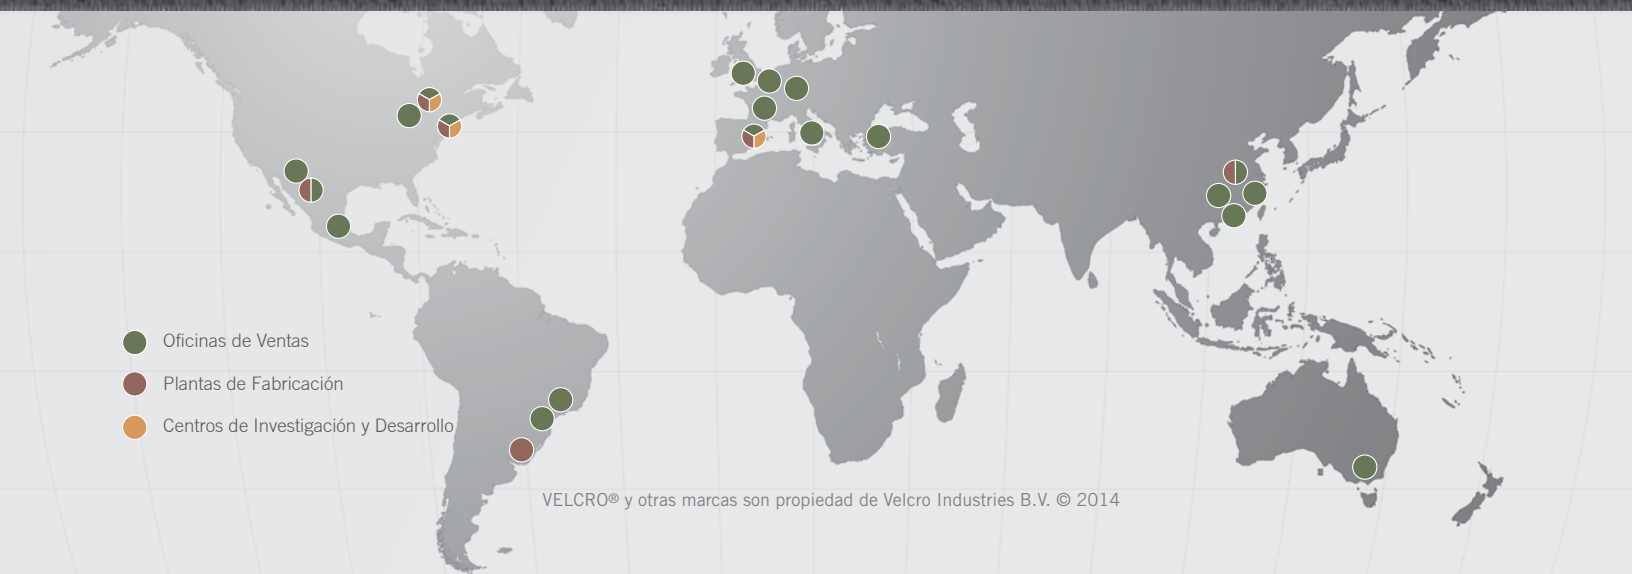 Oficinas de Ventas
Plantas de Fabricación
Centros de Investigación y Desarrollo
VELCRO® y otras marcas son propiedad de Velcro Industries B.V. © 2014